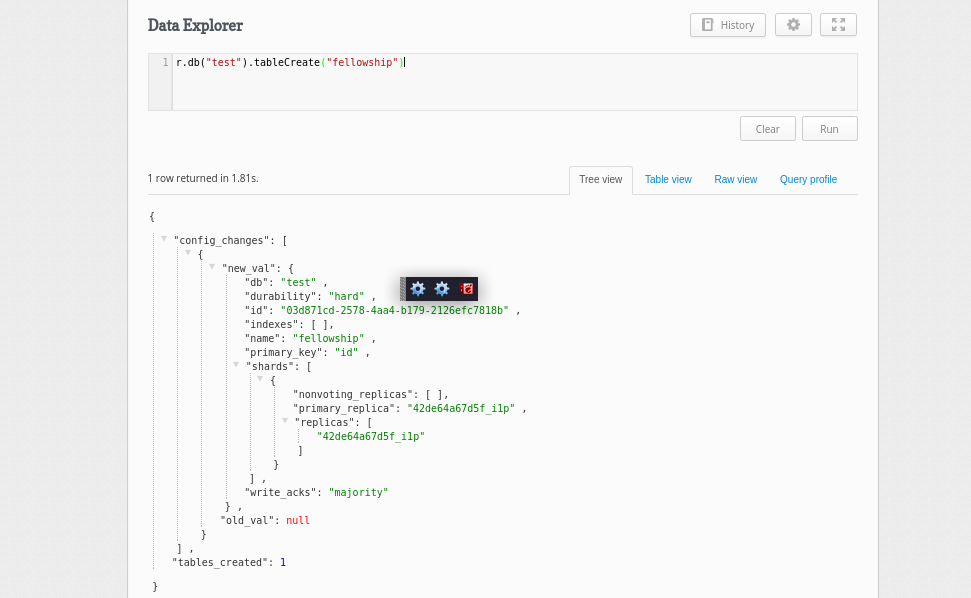 Data Explorer
History
1 r.db("test").tableCreate("fellowship")
Clear
Run
1 row returned in 1.81s.
Tree view
Table view
Raw view
Query profile
{
"config_changes": [
{
"new_val": {
"db": "test" ,
"durability": "hard" ,
"id": "03d871cd-2578-4aa4-b179-2126efc7818b" ,
"indexes": [ ],
"name": "fellowship" ,
"primary_key": "id" ,
"shards": [
{
"nonvoting_replicas": [ ],
"primary_replica": "42de64a67d5f_i1p" ,
"replicas": [
"42de64a67d5f_i1p"
]
}
] ,
"write_acks": "majority"
} ,
"old_val": null
}
] ,
"tables_created": 1
}